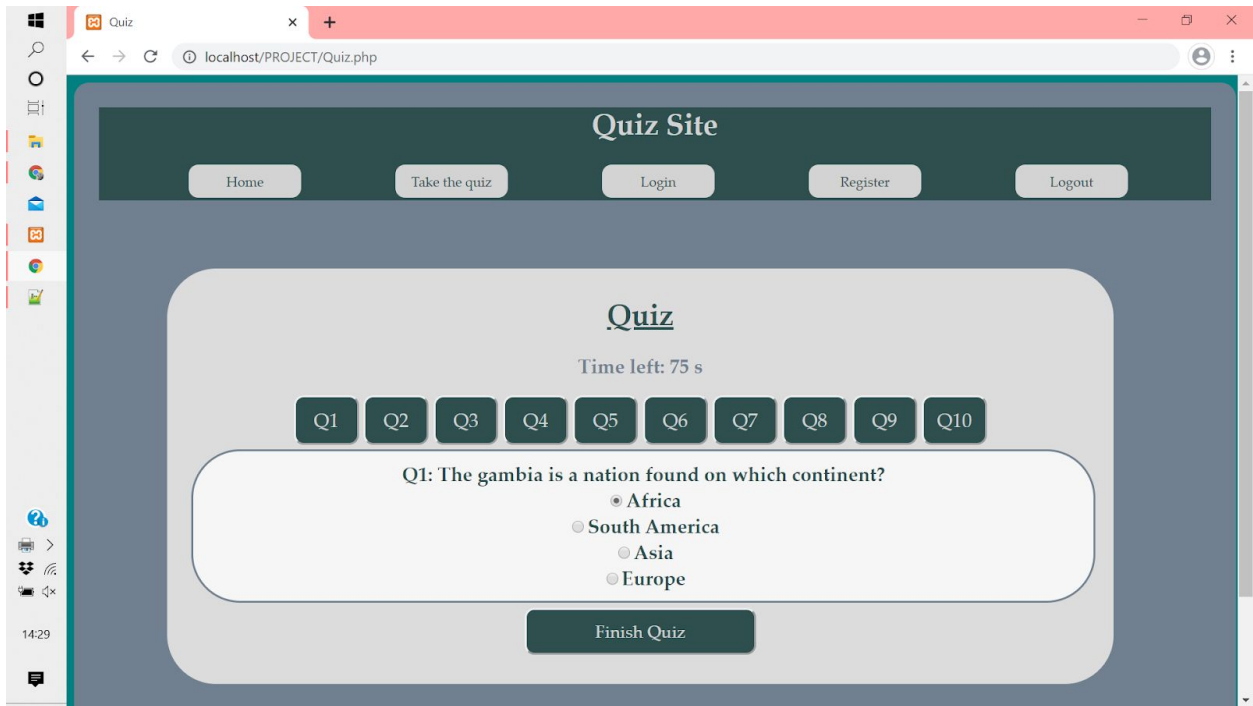 Quiz
localhost/PROJECT/Quiz.php
Quiz Site
Home Take the quiz Login Register Logout
Quiz
Time left: 75 s
Q1 Q2 Q3 Q4 Q5 Q6 Q7 Q8 Q9 Q10
Q1: The gambia is a nation found on which continent?
Africa
South America
Asia
Europe
Finish Quiz
14:29